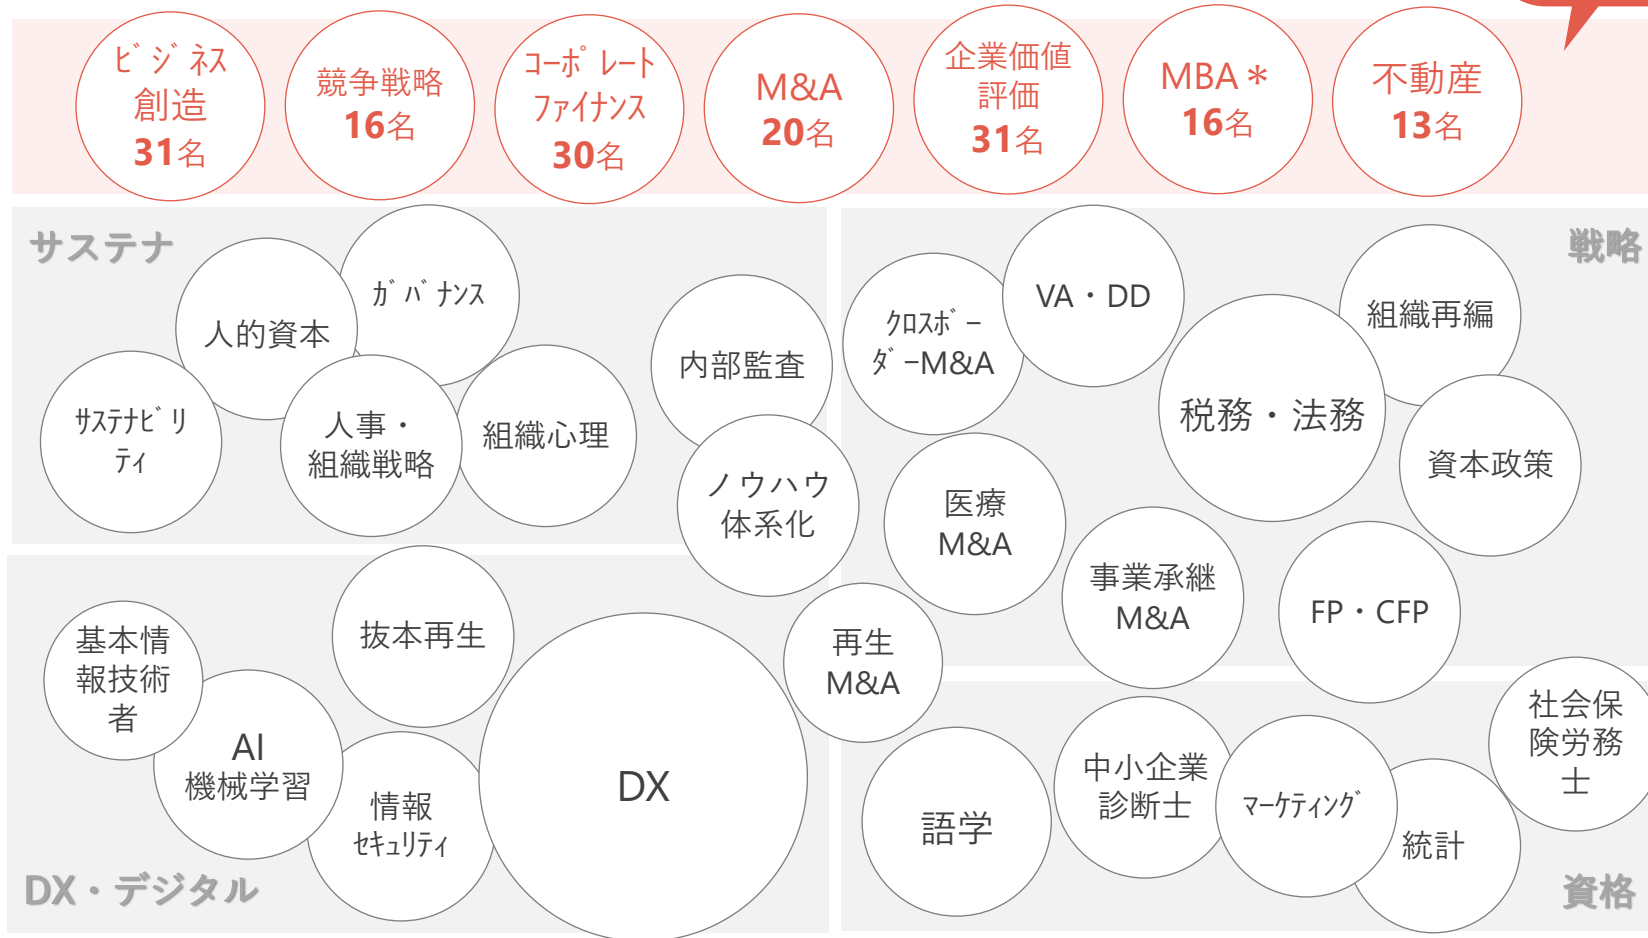 ﾋﾞｼﾞﾈｽ
創造
31名
競争戦略
16名
ｺｰﾎﾟﾚｰﾄ
ﾌｧｲﾅﾝｽ
30名
M&A
20名
企業価値
評価
31名
MBA＊
16名
不動産
13名
サステナ
ｶﾞﾊﾞﾅﾝｽ
人的資本
ｻｽﾃﾅﾋﾞﾘ
ﾃｨ
人事・
組織戦略
組織心理
内部監査
ノウハウ
体系化
戦略
ｸﾛｽﾎﾞｰ
ﾀﾞｰM&A
VA・DD
組織再編
税務・法務
資本政策
医療
M&A
事業承継
M&A
FP・CFP
再生
M&A
基本情
報技術
者
抜本再生
AI
機械学習
情報
ｾｷｭﾘﾃｨ
DX
DX・デジタル
社会保
険労務
士
語学
中小企業
診断士
ﾏｰｹﾃｨﾝｸﾞ
統計
資格